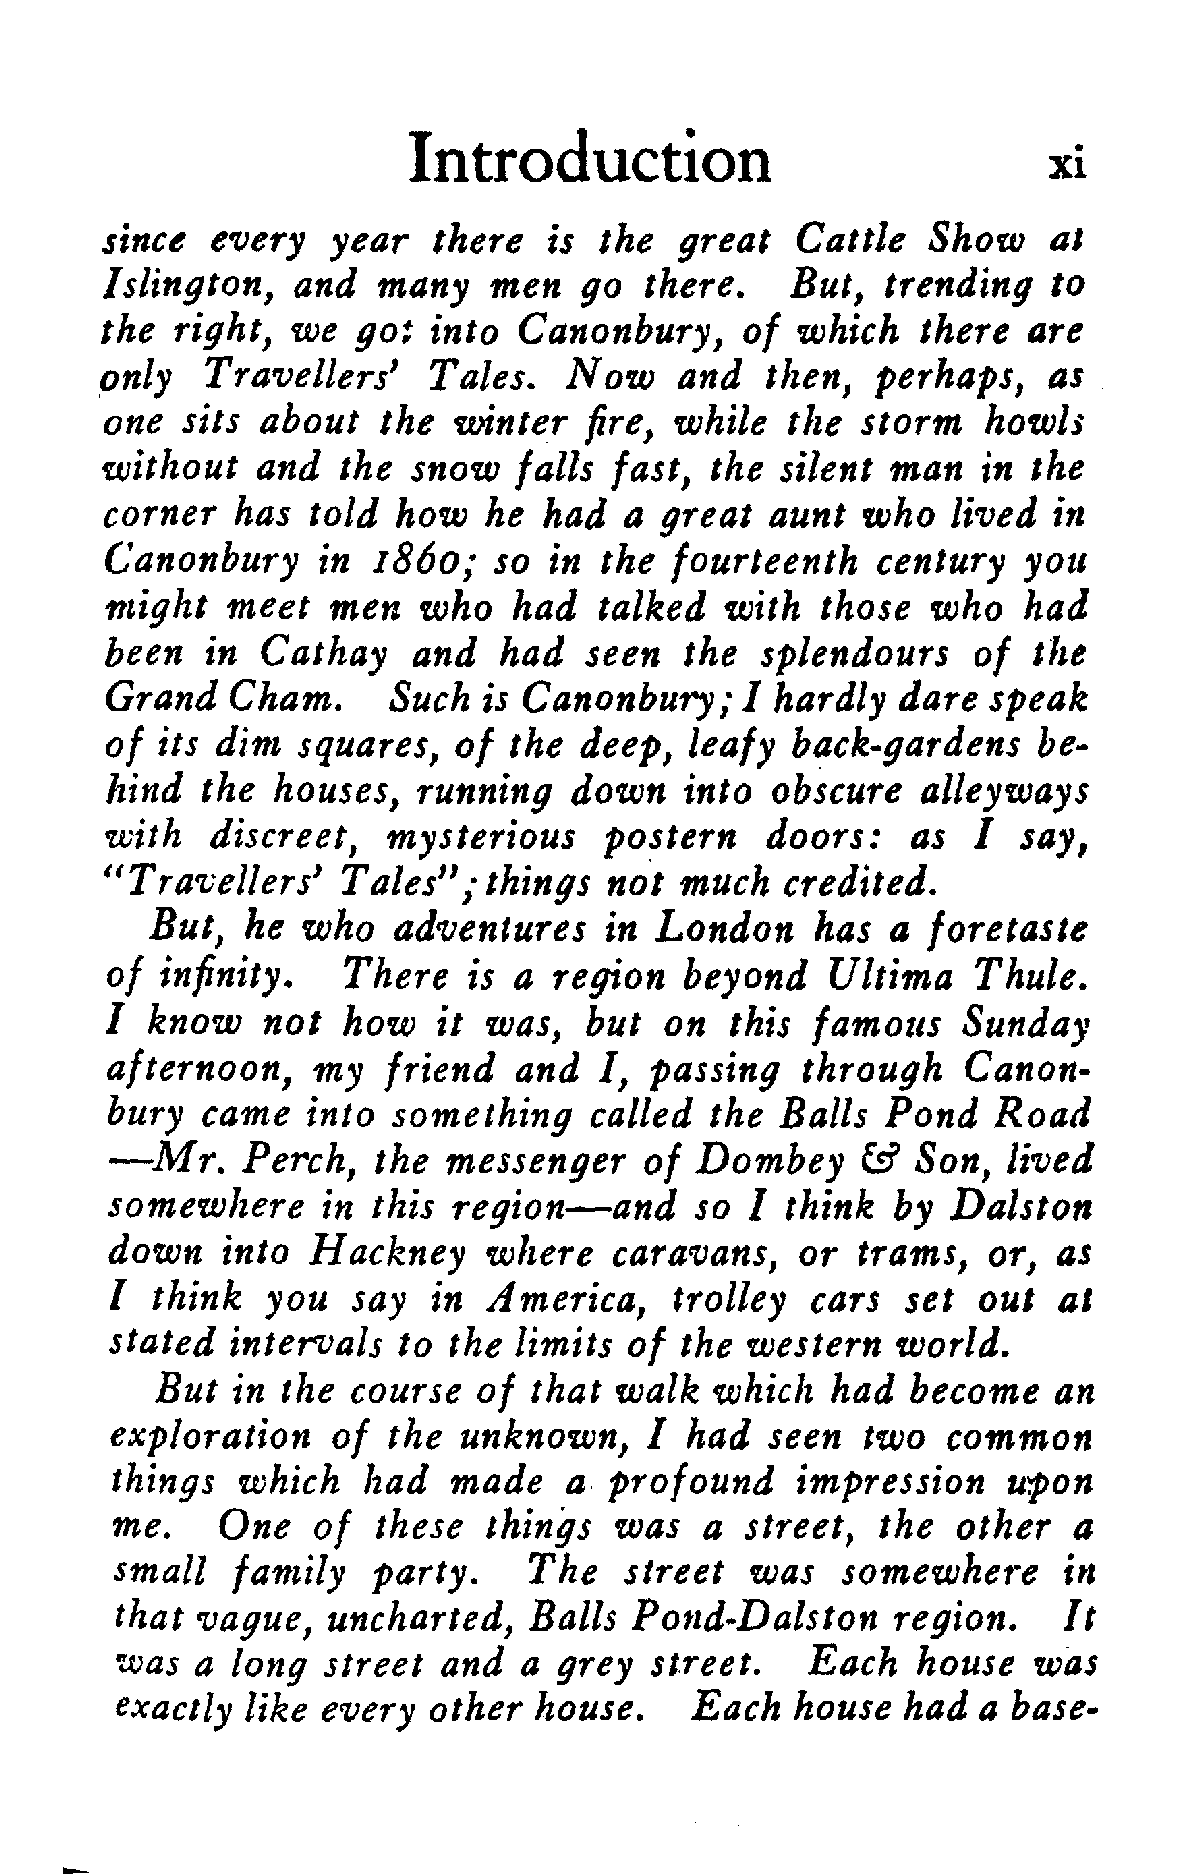 Introduction xi
since every year there is the great Cattle Show at
Islington, and many men go there. But, trending to
the right, we got into Canonbury, of which there are
only Travellers' Tales. Now and then, perhaps, as
one sits about the winter fire, while the storm howls
without and the snow falls fast, the silent man in the
corner has told how he had a great aunt who lived in
Canonbury in 1860; so in the fourteenth century you
might meet men who had talked with those who had
been in Cathay and had seen the splendours of the
Grand Cham. Such is Canonbury; I hardly dare speak
of its dim squares, of the deep, leafy back-gardens be-
hind the houses, running down into obscure alleyways
with discreet, mysterious postern doors: as I say,
"Travellers' Tales"; things not much credited.
But, he who adventures in London has a foretaste
of infinity. There is a region beyond Ultima Thule.
I know not how it was, but on this famous Sunday
afternoon, my friend and I, passing through Canon-
bury came into something called the Balls Pond Road
—Mr. Perch, the messenger of Dombey & Son, lived
somewhere in this region—and so I think by Dalston
down into Hackney where caravans, or trams, or, as
I think you say in America, trolley cars set out at
stated intervals to the limits of the western world.
But in the course of that walk which had become an
exploration of the unknown, I had seen two common
things which had made a profound impression upon
me. One of these things was a street, the other a
small family party. The street was somewhere in
that vague, uncharted, Balls Pond-Dalston region. It
was a long street and a grey street. Each house was
exactly like every other house. Each house had a base-